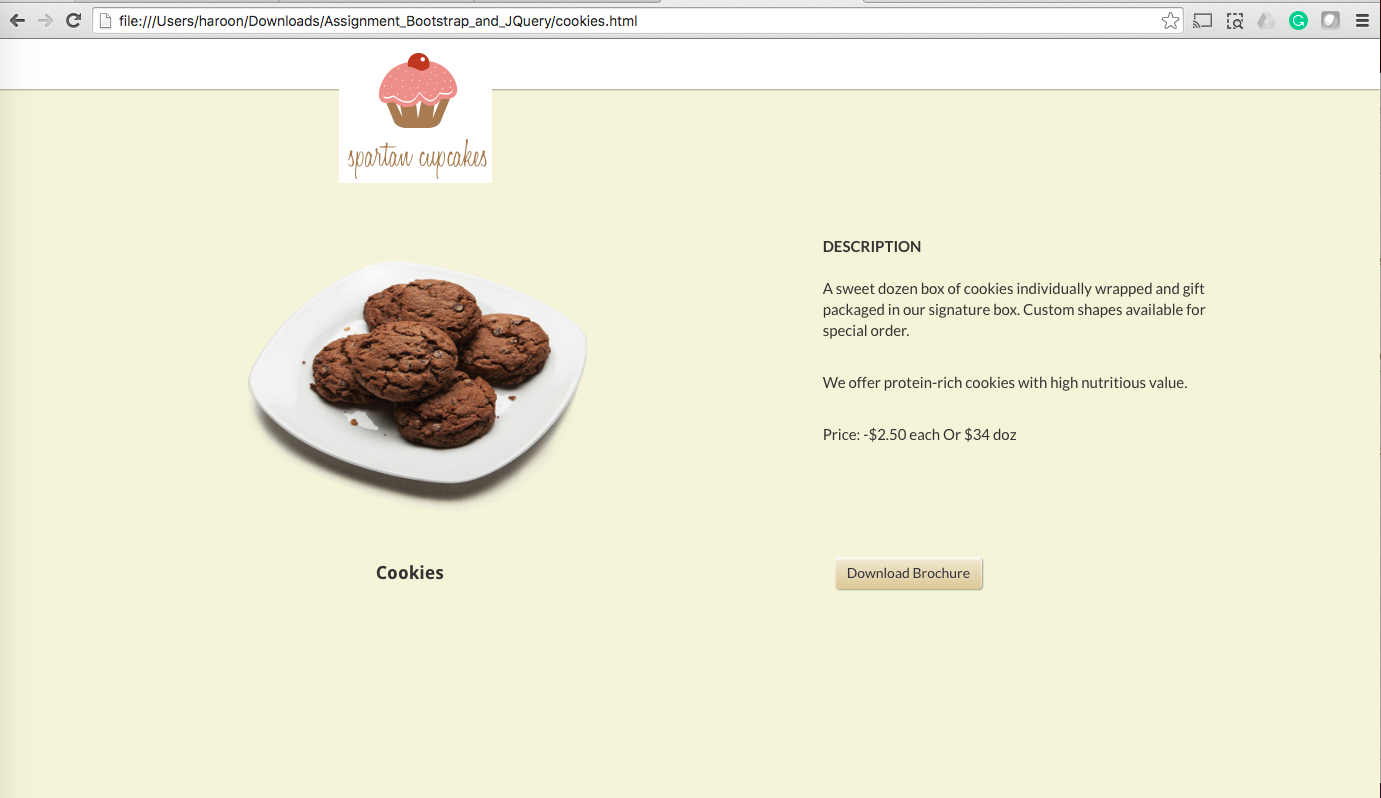 file:///Users/haroon/Downloads/Assignment_Bootstrap_and_JQuery/cookies.html
spartan cupcakes
DESCRIPTION
A sweet dozen box of cookies individually wrapped and gift
packaged in our signature box. Custom shapes available for
special order.
We offer protein-rich cookies with high nutritious value.
Price: -$2.50 each Or $34 doz
Cookies
Download Brochure